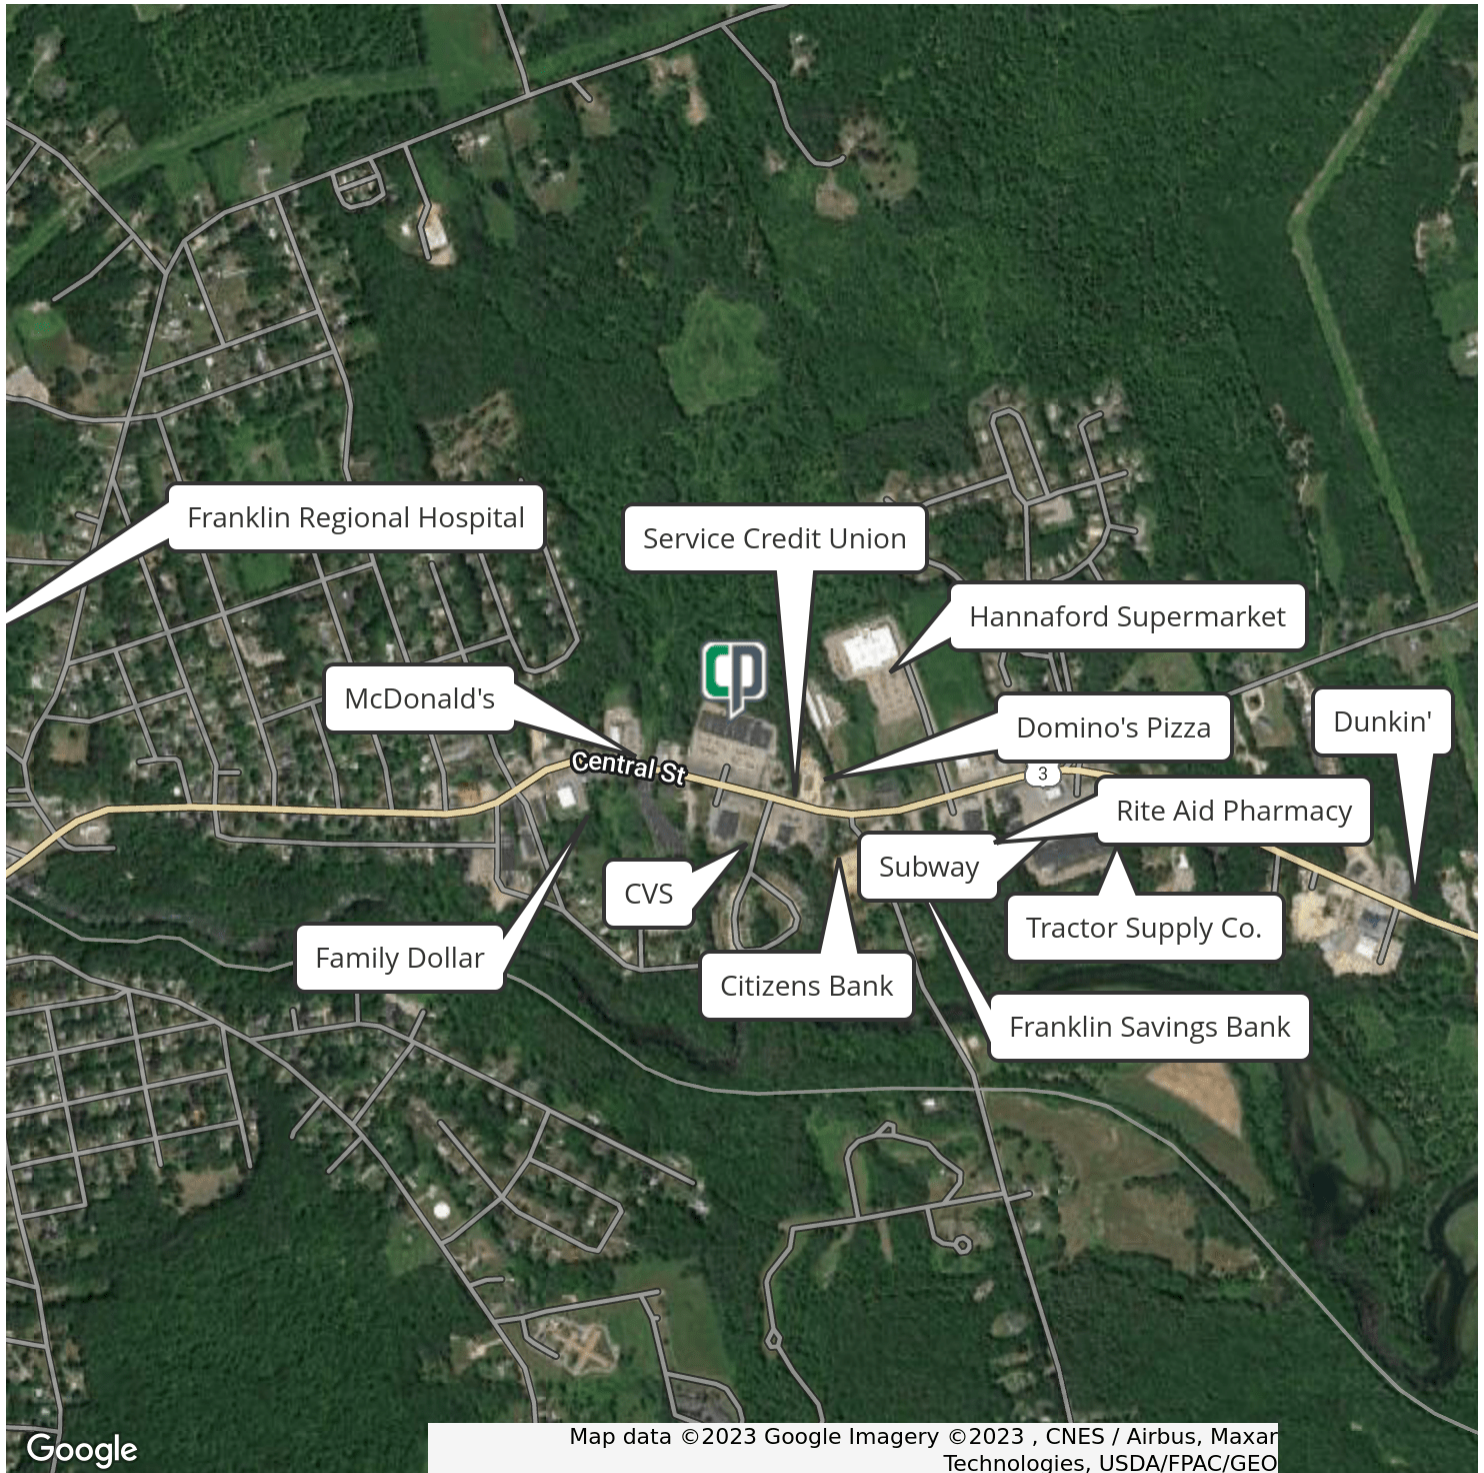 Franklin Regional Hospital
Service Credit Union
Hannaford Supermarket
cp
McDonald's
Domino's Pizza
Dunkin'
Central St
3
Rite Aid Pharmacy
Subway
CVS
Tractor Supply Co.
Family Dollar
Citizens Bank
Franklin Savings Bank
Google
Map data ©2023 Google Imagery ©2023 , CNES / Airbus, Maxar
Technologies, USDA/FPAC/GEO